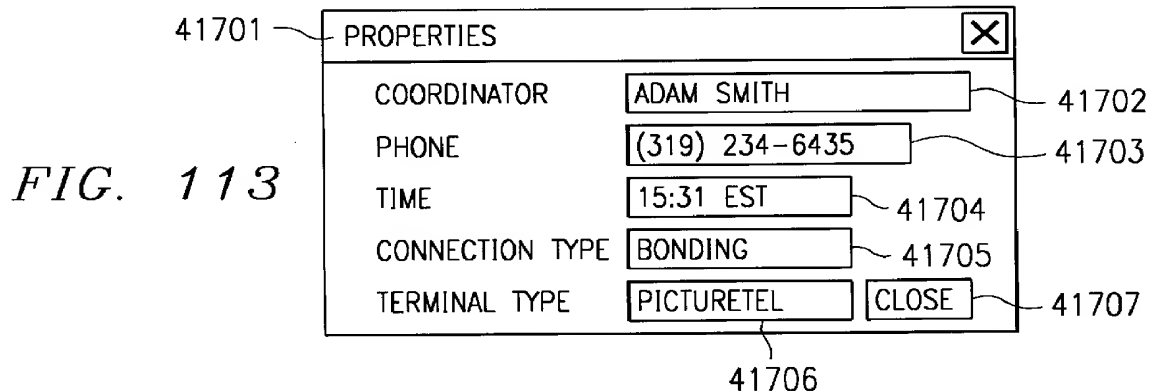 41701 PROPERTIES
COORDINATOR ADAM SMITH 41702
PHONE (319) 234-6435 41703
FIG. 113 TIME 15:31 EST 41704
CONNECTION TYPE BONDING 41705
TERMINAL TYPE PICTURETEL CLOSE 41707
41706